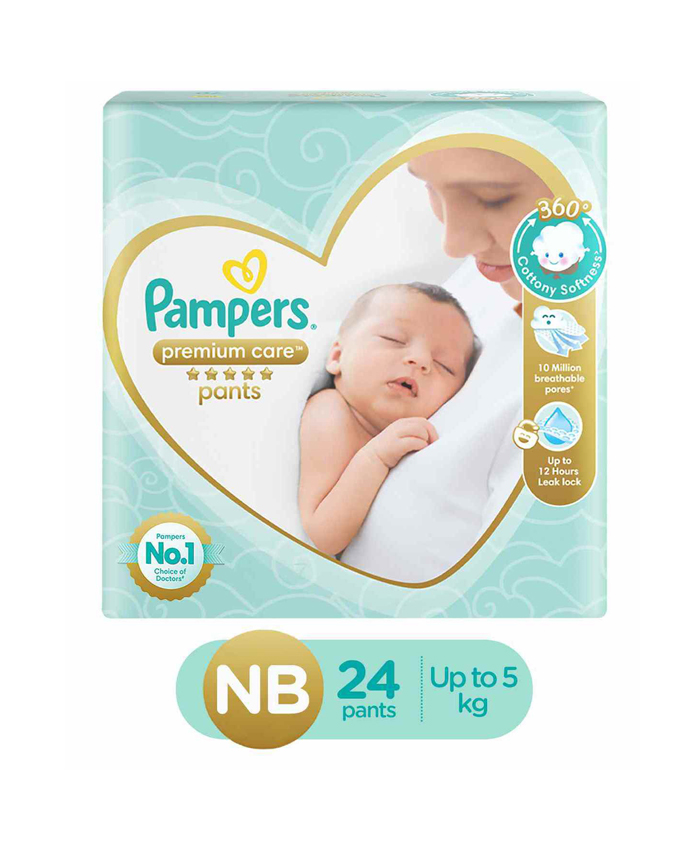 Pampers®
premium care™
pants
360°
Cottony Softness
10 Million
breathable
pores⁺
Up to
12 Hours
Leak lock
Pampers
No.1
Choice of
Doctors#
NB
24
pants
Up to 5
kg